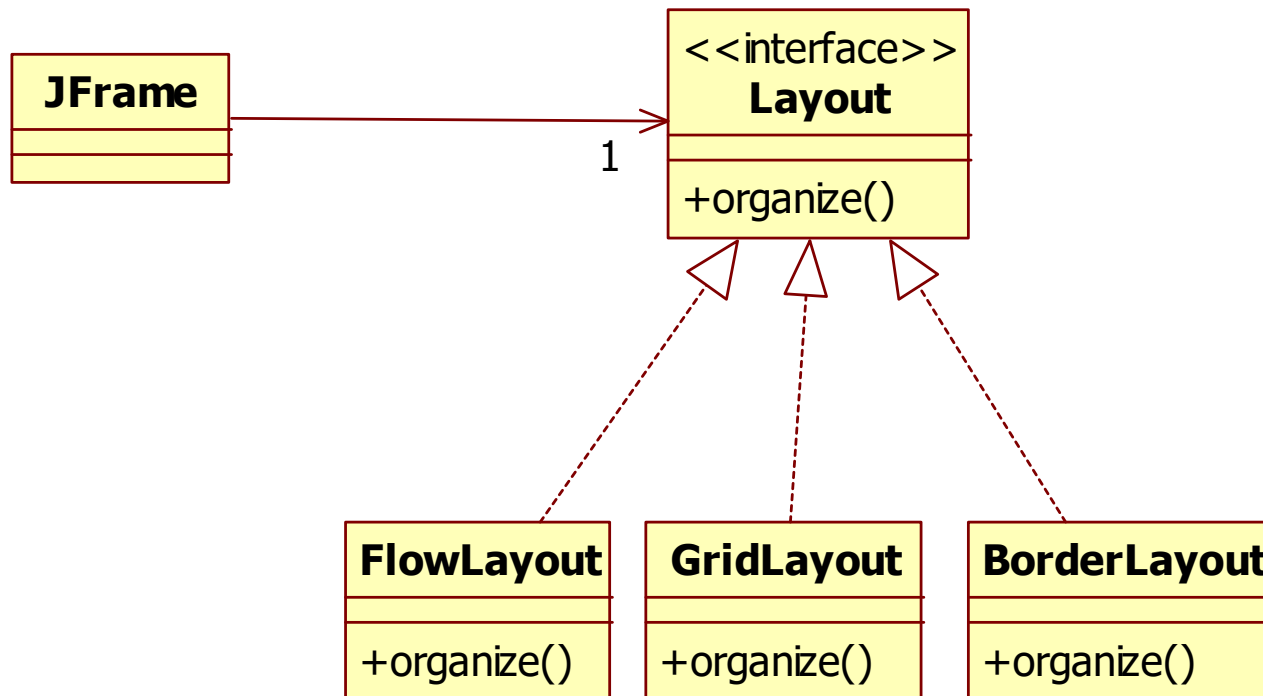 JFrame
1
<<interface>>
Layout
+organize()
FlowLayout
+organize()
GridLayout
+organize()
BorderLayout
+organize()